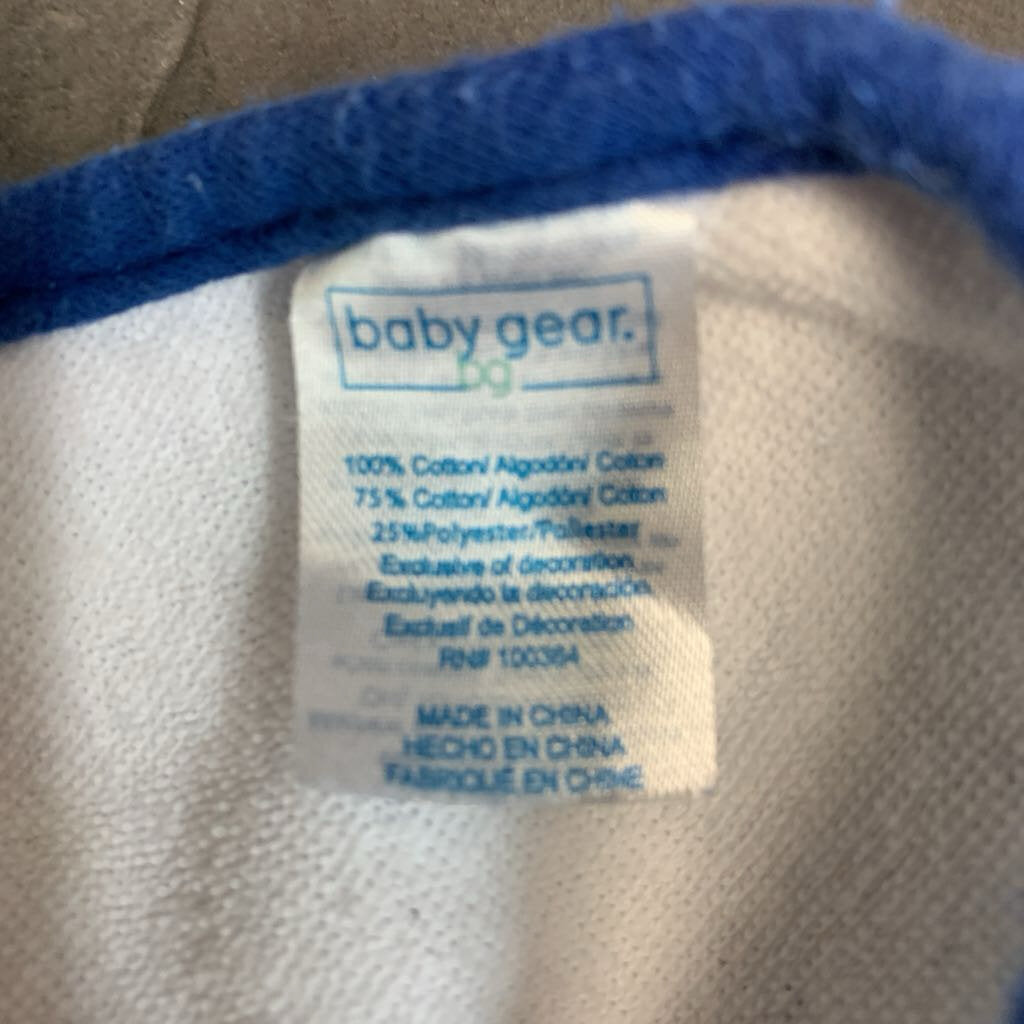 baby gear.
bg
100% Cotton/ Algodón/ Coton
75% Cotton/ Algodón/ Coton
25%Polyester/Poliester
Exclusive of decoration
Excluyendo la decoración
Exclusif de Décoration
RN# 100364
MADE IN CHINA
HECHO EN CHINA
FABRIQUÉ EN CHINE